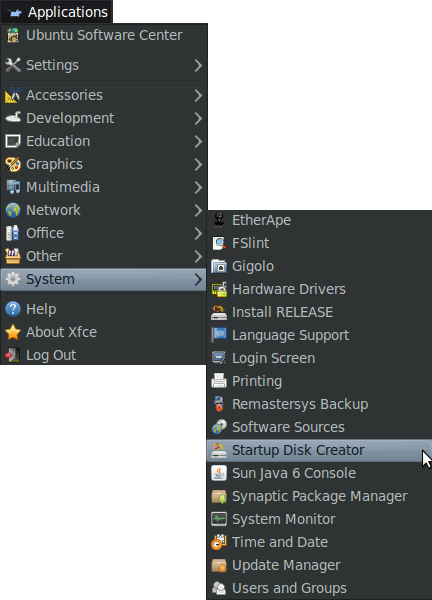 Applications
Ubuntu Software Center
Settings
Accessories
Development
Education
Graphics
Multimedia
Network
Office
Other
System
Help
About Xfce
Log Out
EtherApe
FSlint
Gigolo
Hardware Drivers
Install RELEASE
Language Support
Login Screen
Printing
Remastersys Backup
Software Sources
Startup Disk Creator
Sun Java 6 Console
Synaptic Package Manager
System Monitor
Time and Date
Update Manager
Users and Groups